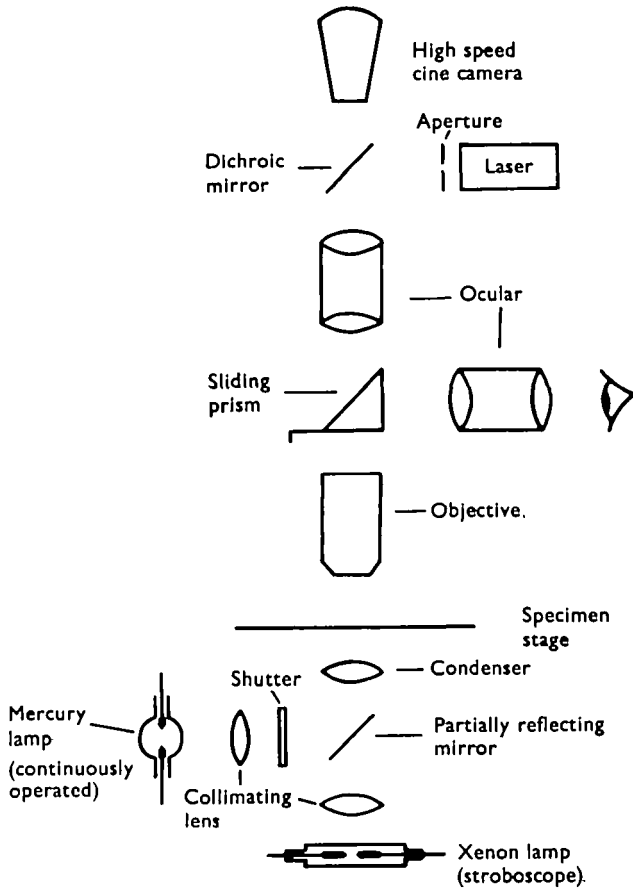 High speed
cine camera
Aperture
Dichroic
mirror
Laser
Ocular
Sliding
prism
Objective.
Specimen
stage
Condenser
Shutter
Mercury
lamp
(continuously
operated)
Partially reflecting
mirror
Collimating
lens
Xenon lamp
(stroboscope).